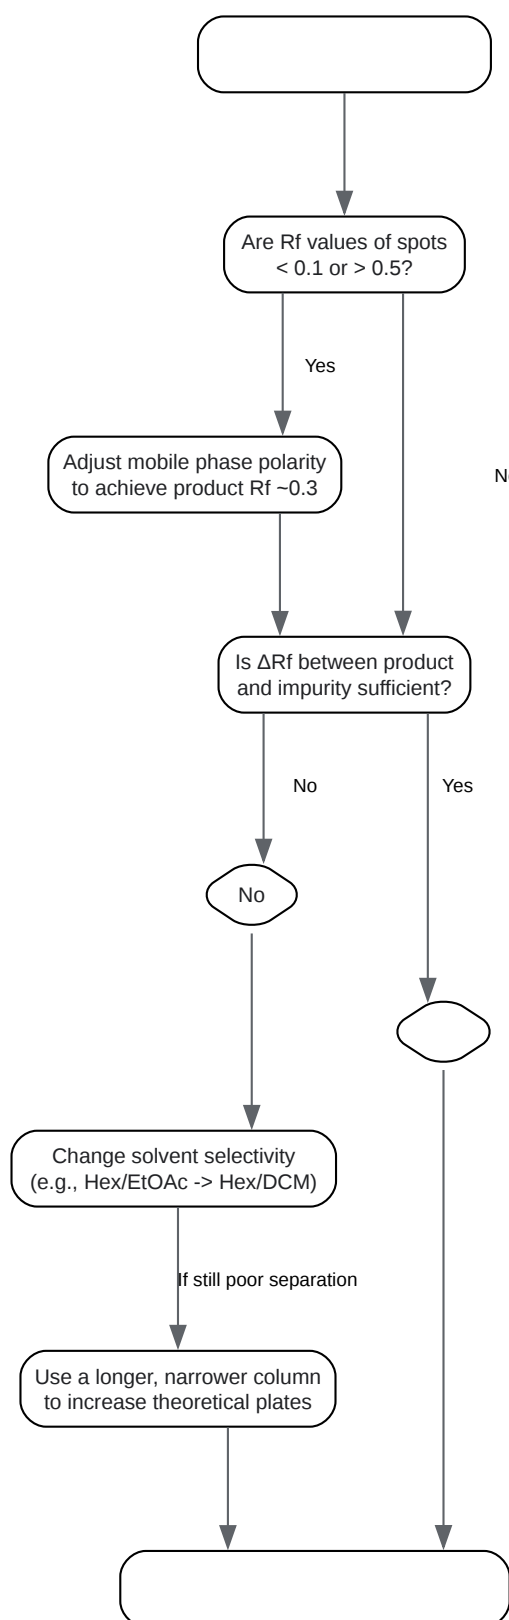 Are Rf values of spots
< 0.1 or > 0.5?
Yes
Adjust mobile phase polarity
to achieve product Rf ~0.3
Is ΔRf between product
and impurity sufficient?
No
Yes
No
Change solvent selectivity
(e.g., Hex/EtOAc -> Hex/DCM)
If still poor separation
Use a longer, narrower column
to increase theoretical plates